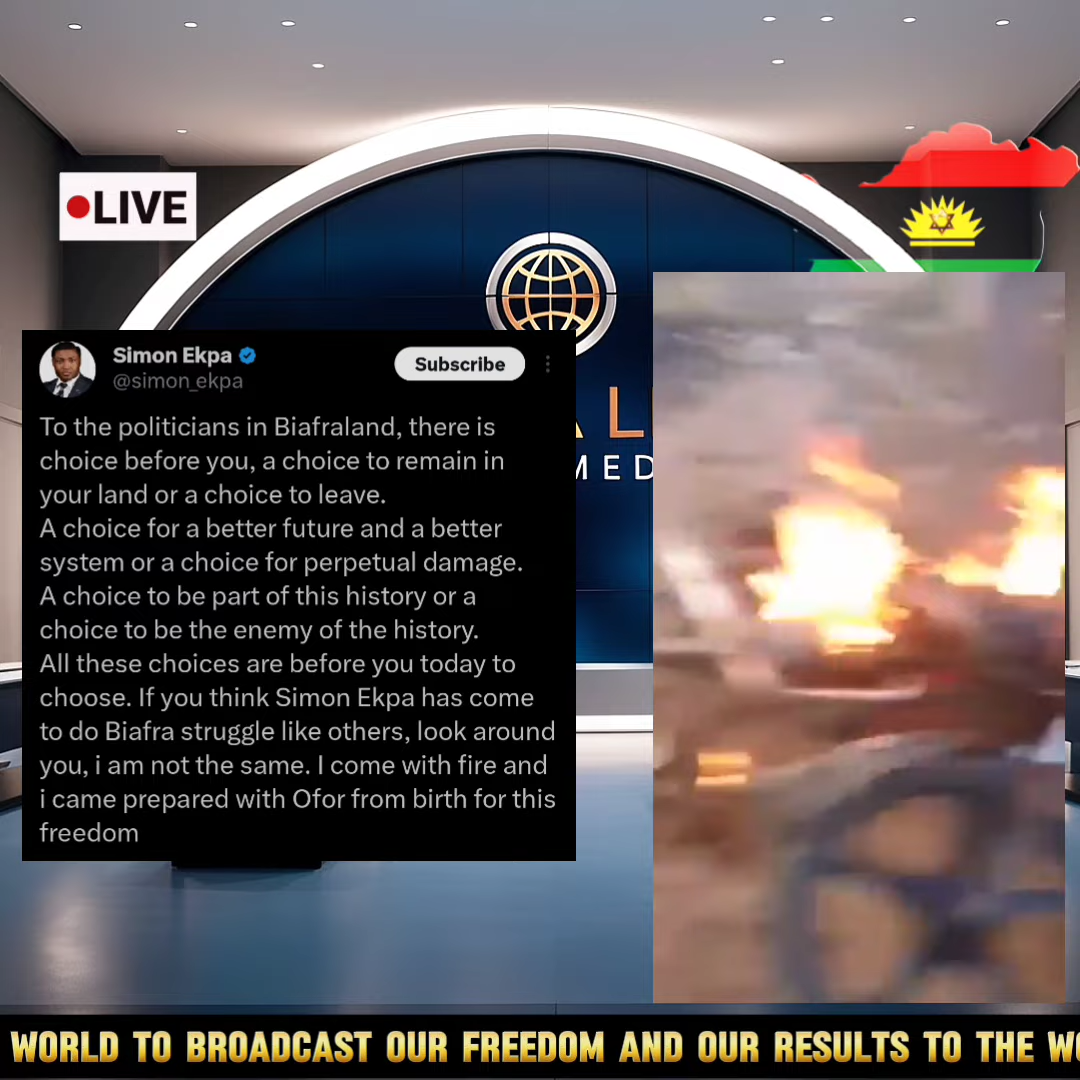 LIVE
Simon Ekpa
@simon_ekpa
Subscribe
To the politicians in Biafraland, there is
choice before you, a choice to remain in
your land or a choice to leave.
A choice for a better future and a better
system or a choice for perpetual damage.
A choice to be part of this history or a
choice to be the enemy of the history.
All these choices are before you today to
choose. If you think Simon Ekpa has come
to do Biafra struggle like others, look around
you, i am not the same. I come with fire and
i came prepared with Ofor from birth for this
freedom
WORLD TO BROADCAST OUR FREEDOM AND OUR RESULTS TO THE